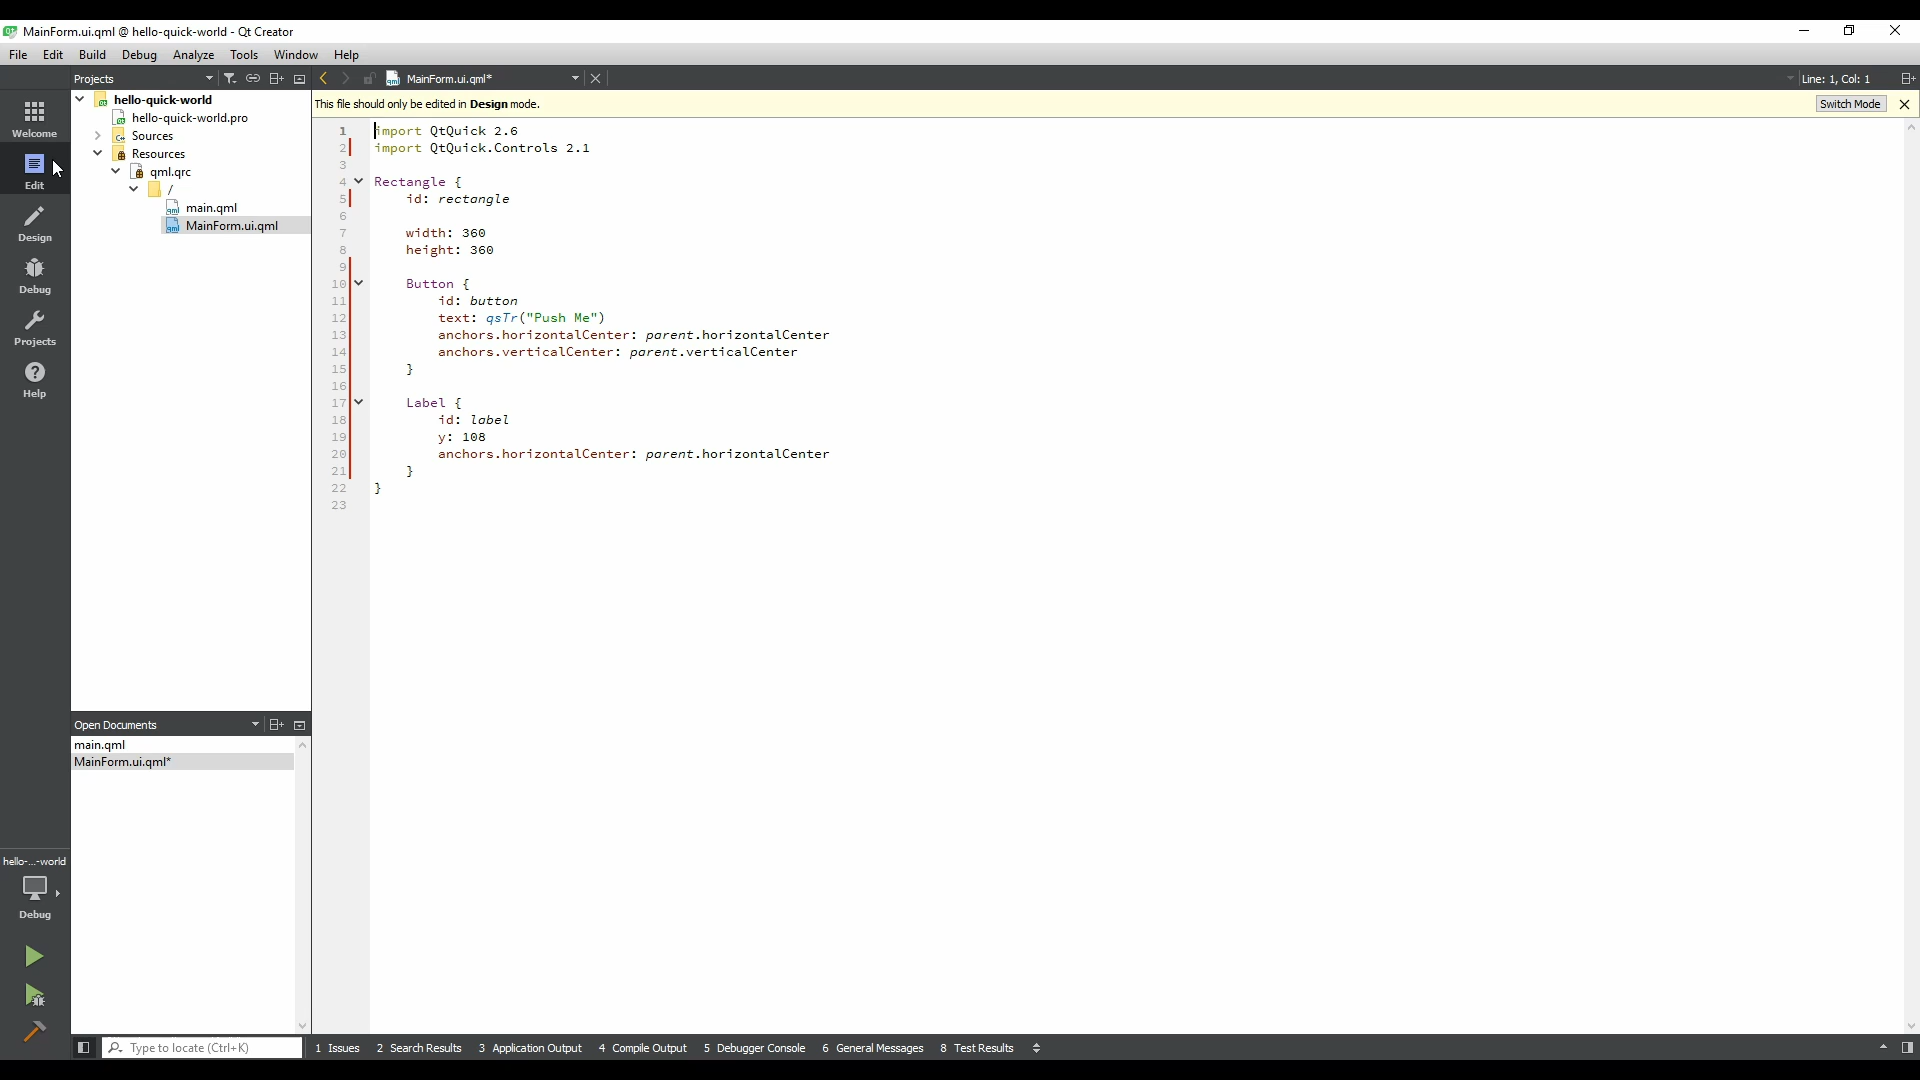 MainForm.ui.qml @ hello-quick-world - Qt Creator
File Edit Build Debug Analyze Tools Window Help
Projects
MainForm.ui.qml*
Line: 1, Col: 1
This file should only be edited in Design mode.
Switch Mode
Welcome
Edit
Design
Debug
Projects
Help
hello-quick-world
hello-quick-world.pro
Sources
Resources
qml.qrc
/
main.qml
MainForm.ui.qml
1 import QtQuick 2.6
2 import QtQuick.Controls 2.1
3
4 Rectangle {
5 id: rectangle
6
7 width: 360
8 height: 360
9
10 Button {
11 id: button
12 text: qsTr("Push Me")
13 anchors.horizontalCenter: parent.horizontalCenter
14 anchors.verticalCenter: parent.verticalCenter
15 }
16
17 Label {
18 id: label
19 y: 108
20 anchors.horizontalCenter: parent.horizontalCenter
21 }
22 }
23
Open Documents
main.qml
MainForm.ui.qml*
hello-...-world
Debug
Type to locate (Ctrl+K)
1 Issues 2 Search Results 3 Application Output 4 Compile Output 5 Debugger Console 6 General Messages 8 Test Results